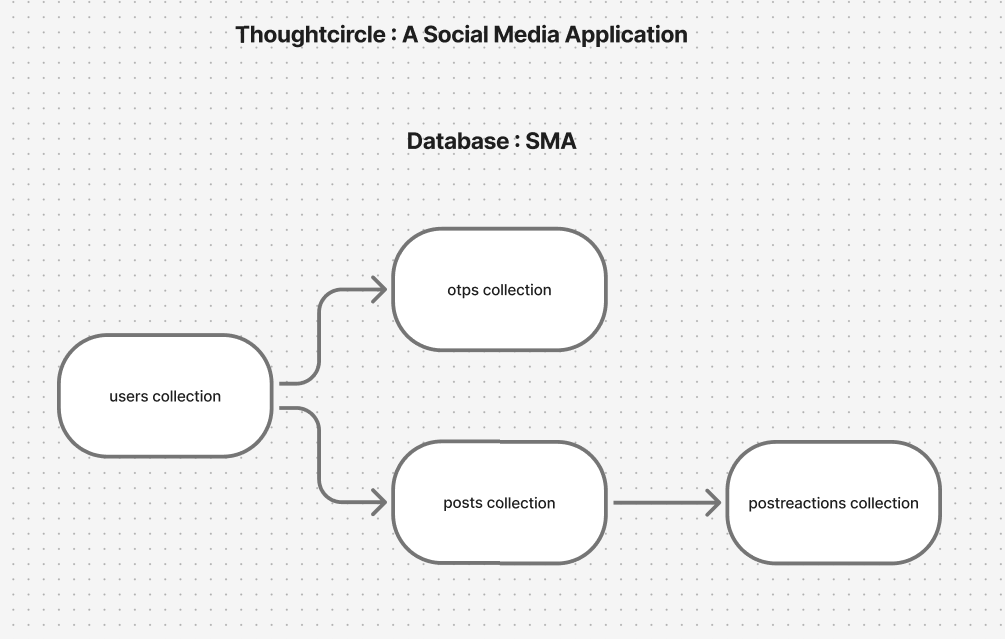 Thoughtcircle : A Social Media Application
Database : SMA
otps collection
users collection
posts collection
postreactions collection